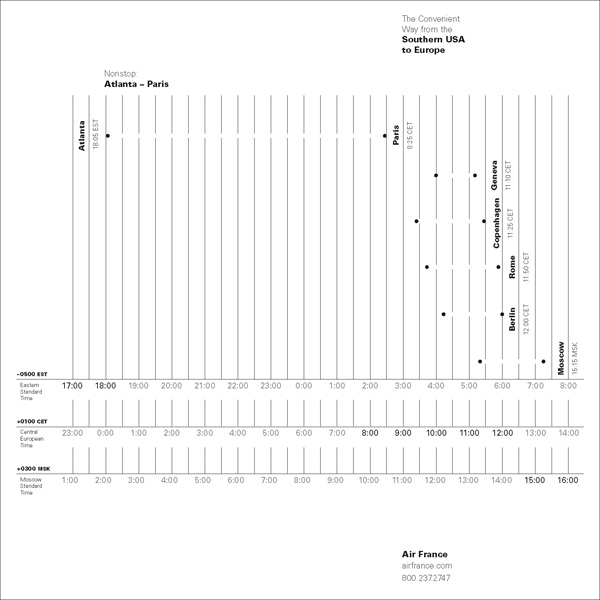 The Convenient
Way from the
Southern USA
to Europe
Nonstop:
Atlanta – Paris
Atlanta
18:05 EST
Paris
8:25 CET
Geneva
11:10 CET
Copenhagen
11:25 CET
Rome
11:50 CET
Berlin
12:00 CET
Moscow
15:15 MSK
–0500 EST
Eastern
Standard
Time
17:00 18:00 19:00 20:00 21:00 22:00 23:00 0:00 1:00 2:00 3:00 4:00 5:00 6:00 7:00 8:00
+0100 CET
Central
European
Time
23:00 0:00 1:00 2:00 3:00 4:00 5:00 6:00 7:00 8:00 9:00 10:00 11:00 12:00 13:00 14:00
+0300 MSK
Moscow
Standard
Time
1:00 2:00 3:00 4:00 5:00 6:00 7:00 8:00 9:00 10:00 11:00 12:00 13:00 14:00 15:00 16:00
Air France
airfrance.com
800 2372747